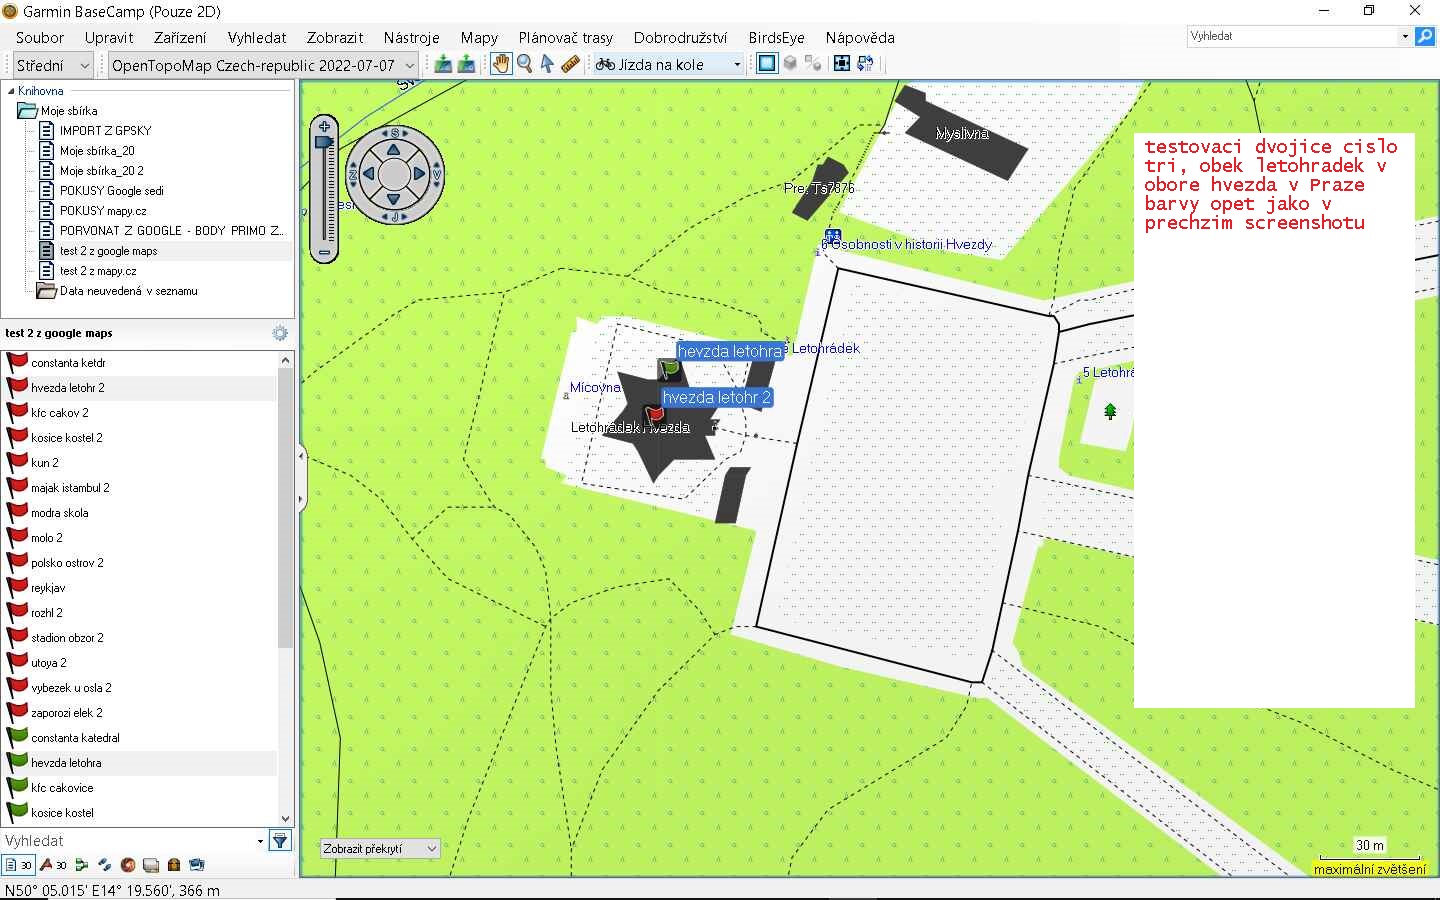 Garmin BaseCamp (Pouze 2D)
Soubor Upravit Zařízení Vyhledat Zobrazit Nástroje Mapy Plánovač trasy Dobrodružství BirdsEye Nápověda
Vyhledat
Střední
OpenTopoMap Czech-republic 2022-07-07
Jízda na kole
Knihovna
Moje sbírka
IMPORT Z GPSKY
Moje sbírka_20
Moje sbírka_20 2
POKUSY Google sedi
POKUSY mapy.cz
PORVONAT Z GOOGLE - BODY PRIMO Z...
test 2 z google maps
test 2 z mapy.cz
Data neuvedená v seznamu
test 2 z google maps
constanta ketdr
hvezda letohr 2
kfc cakov 2
kosice kostel 2
kun 2
majak istambul 2
modra skola
molo 2
polsko ostrov 2
reykjav
rozhl 2
stadion obzor 2
utoya 2
vybezek u osla 2
zaporozi elek 2
constanta katedral
hevzda letohra
kfc cakovice
kosice kostel
Vyhledat
30 30
N50° 05.015' E14° 19.560', 366 m
S
Z V
J
Myslivna
Pre, Ts7876
6 Osobnosti v historii Hvezdy
hevzda letohra
Letohrádek
Mícovna
hvezda letohr 2
Letohrádek Hvezda
5 Letohrá
testovaci dvojice cislo
tri, obek letohradek v
obore hvezda v Praze
barvy opet jako v
prechzim screenshotu
Zobrazit překrytí
30 m
maximální zvětšení